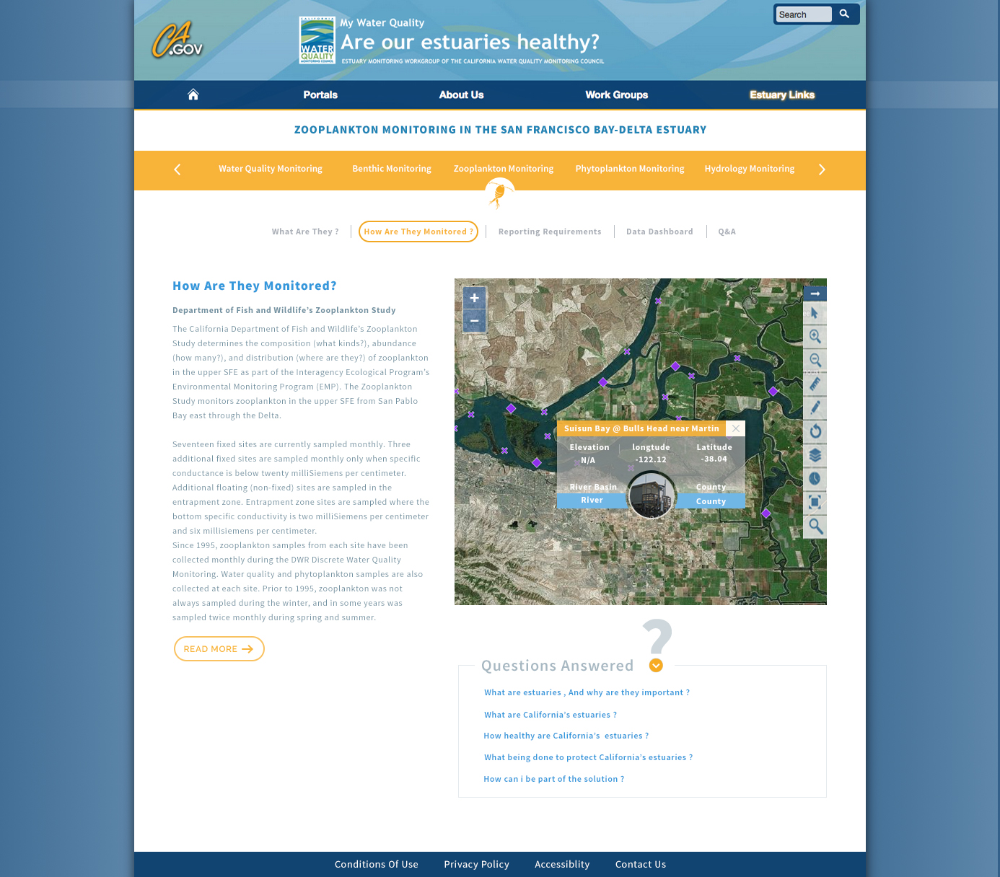 Search
CA.GOV
CALIFORNIA
WATER
QUALITY
MONITORING COUNCIL
My Water Quality
Are our estuaries healthy?
ESTUARY MONITORING WORKGROUP OF THE CALIFORNIA WATER QUALITY MONITORING COUNCIL
Portals About Us Work Groups Estuary Links
ZOOPLANKTON MONITORING IN THE SAN FRANCISCO BAY-DELTA ESTUARY
Water Quality Monitoring Benthic Monitoring Zooplankton Monitoring Phytoplankton Monitoring Hydrology Monitoring
What Are They ? How Are They Monitored ? Reporting Requirements Data Dashboard Q&A
How Are They Monitored?
Department of Fish and Wildlife’s Zooplankton Study
The California Department of Fish and Wildlife’s Zooplankton
Study determines the composition (what kinds?), abundance
(how many?), and distribution (where are they?) of zooplankton
in the upper SFE as part of the Interagency Ecological Program’s
Environmental Monitoring Program (EMP). The Zooplankton
Study monitors zooplankton in the upper SFE from San Pablo
Bay east through the Delta.
Seventeen fixed sites are currently sampled monthly. Three
additional fixed sites are sampled monthly only when specific
conductance is below twenty milliSiemens per centimeter.
Additional floating (non-fixed) sites are sampled in the
entrapment zone. Entrapment zone sites are sampled where the
bottom specific conductivity is two milliSiemens per centimeter
and six millisiemens per centimeter.
Since 1995, zooplankton samples from each site have been
collected monthly during the DWR Discrete Water Quality
Monitoring. Water quality and phytoplankton samples are also
collected at each site. Prior to 1995, zooplankton was not
always sampled during the winter, and in some years was
sampled twice monthly during spring and summer.
READ MORE
+
−
Suisun Bay @ Bulls Head near Martin
Elevation longtude Latitude
N/A -122.12 -38.04
River Basin County
River County
?
Questions Answered
What are estuaries , And why are they important ?
What are California’s estuaries ?
How healthy are California’s estuaries ?
What being done to protect California’s estuaries ?
How can i be part of the solution ?
Conditions Of Use Privacy Policy Accessiblity Contact Us